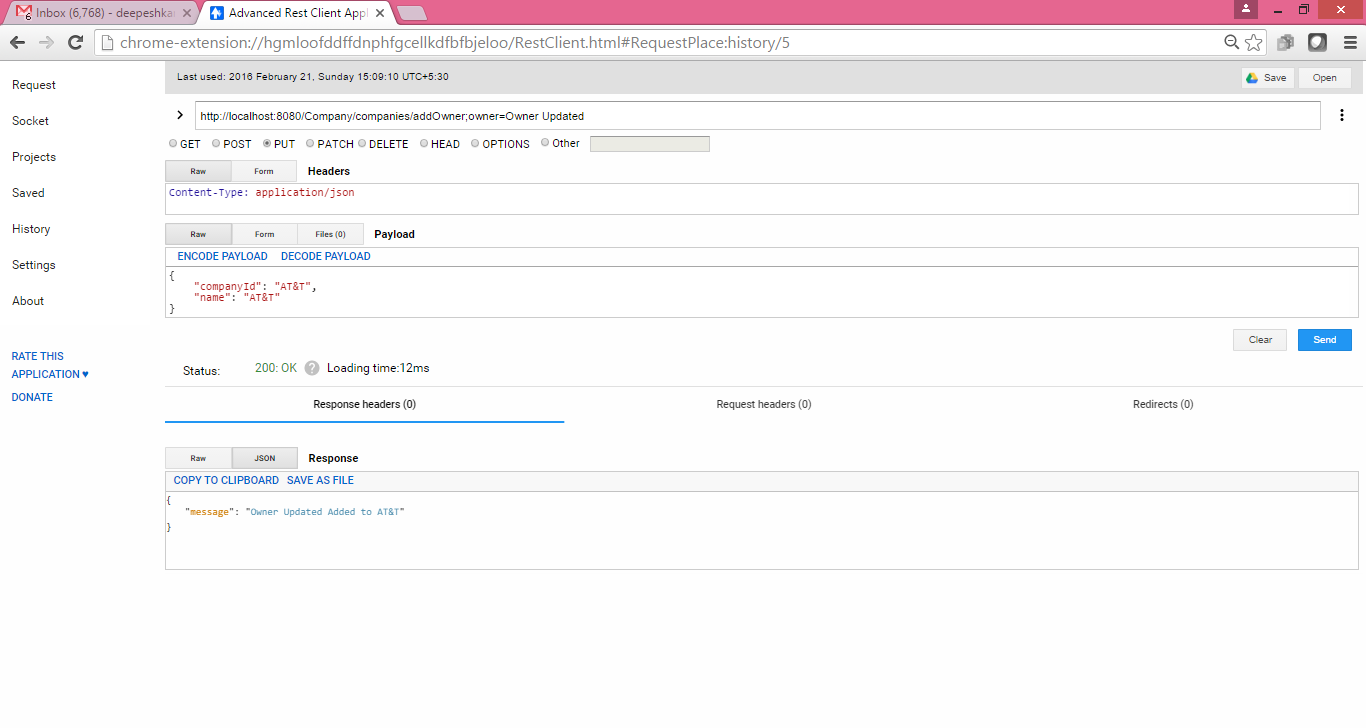 Inbox (6,768) - deepeshka
Advanced Rest Client Appl
chrome-extension://hgmloofddffdnphfgcellkdfbfbjeloo/RestClient.html#RequestPlace:history/5
Request
Socket
Projects
Saved
History
Settings
About
RATE THIS
APPLICATION ♥
DONATE
Last used: 2016 February 21, Sunday 15:09:10 UTC+5:30
Save
Open
http://localhost:8080/Company/companies/addOwner;owner=Owner Updated
GET POST PUT PATCH DELETE HEAD OPTIONS Other
Raw Form Headers
Content-Type: application/json
Raw Form Files (0) Payload
ENCODE PAYLOAD DECODE PAYLOAD
{
"companyId": "AT&T",
"name": "AT&T"
}
Clear Send
Status: 200: OK ? Loading time:12ms
Response headers (0) Request headers (0) Redirects (0)
Raw JSON Response
COPY TO CLIPBOARD SAVE AS FILE
{
"message": "Owner Updated Added to AT&T"
}